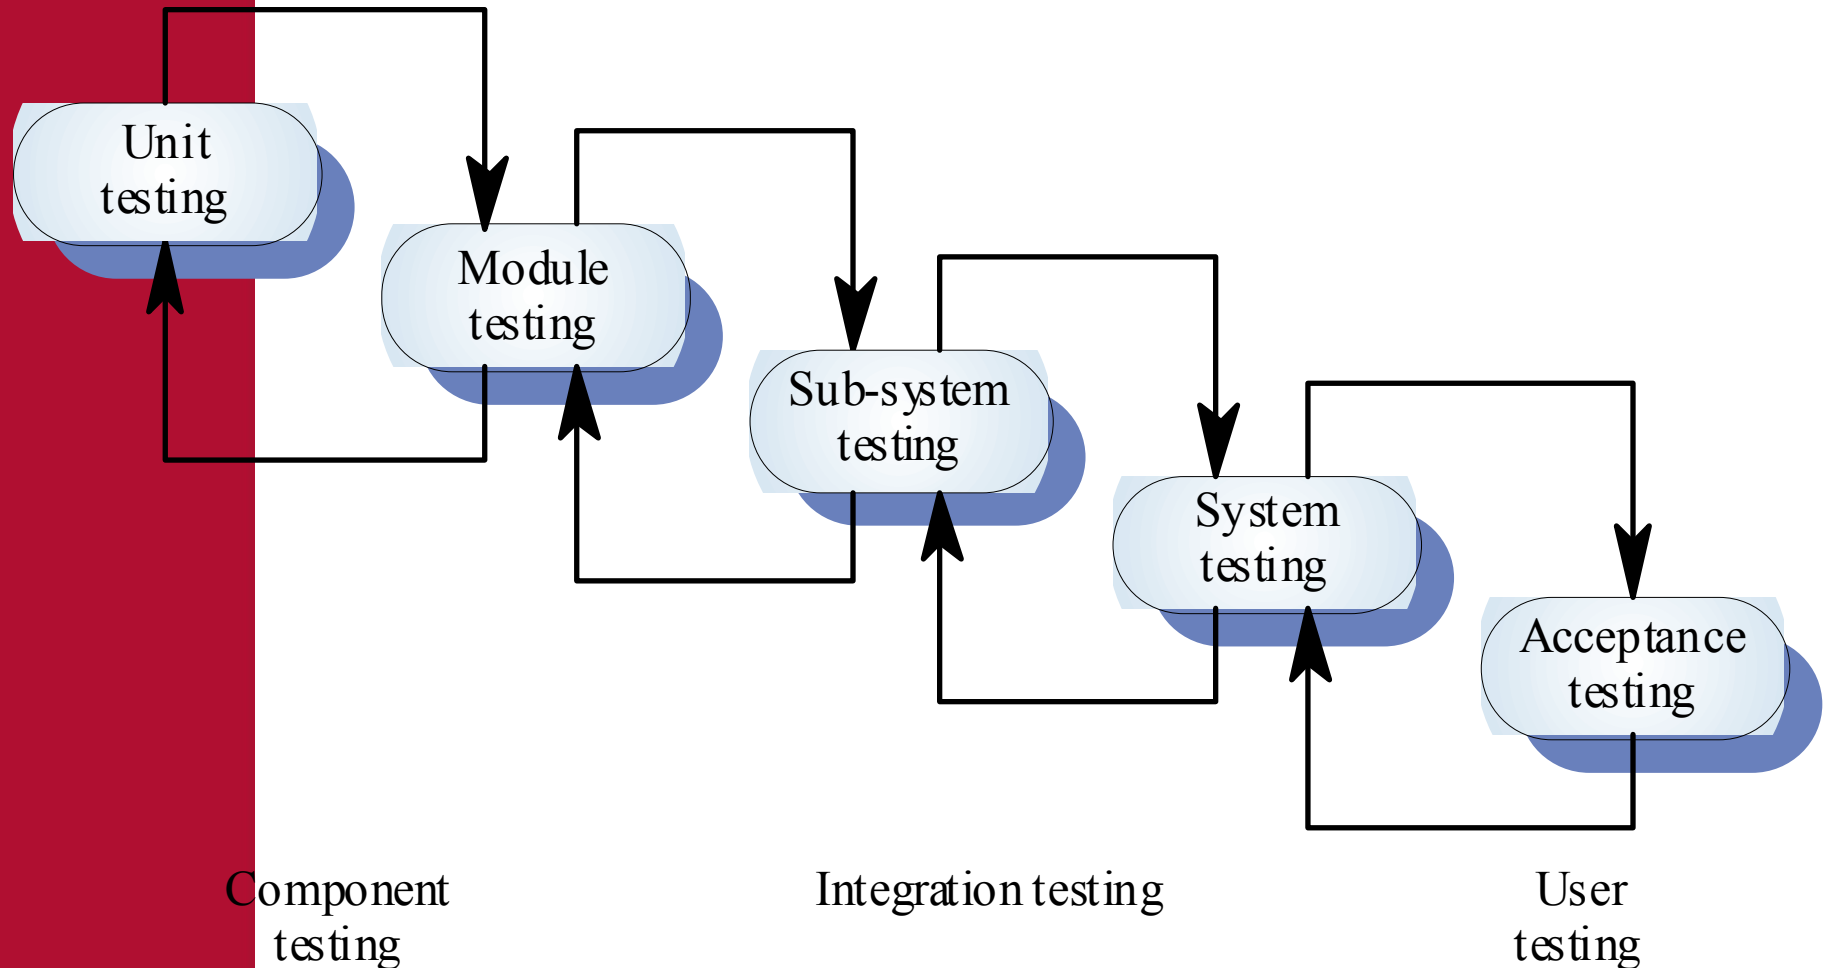 Unit
testing
Module
testing
Sub-system
testing
System
testing
Acceptance
testing
Component
testing
Integration testing
User
testing